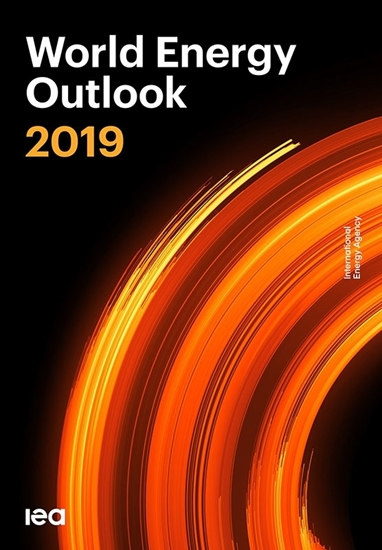 World Energy
Outlook
2019
International
Energy Agency
iea